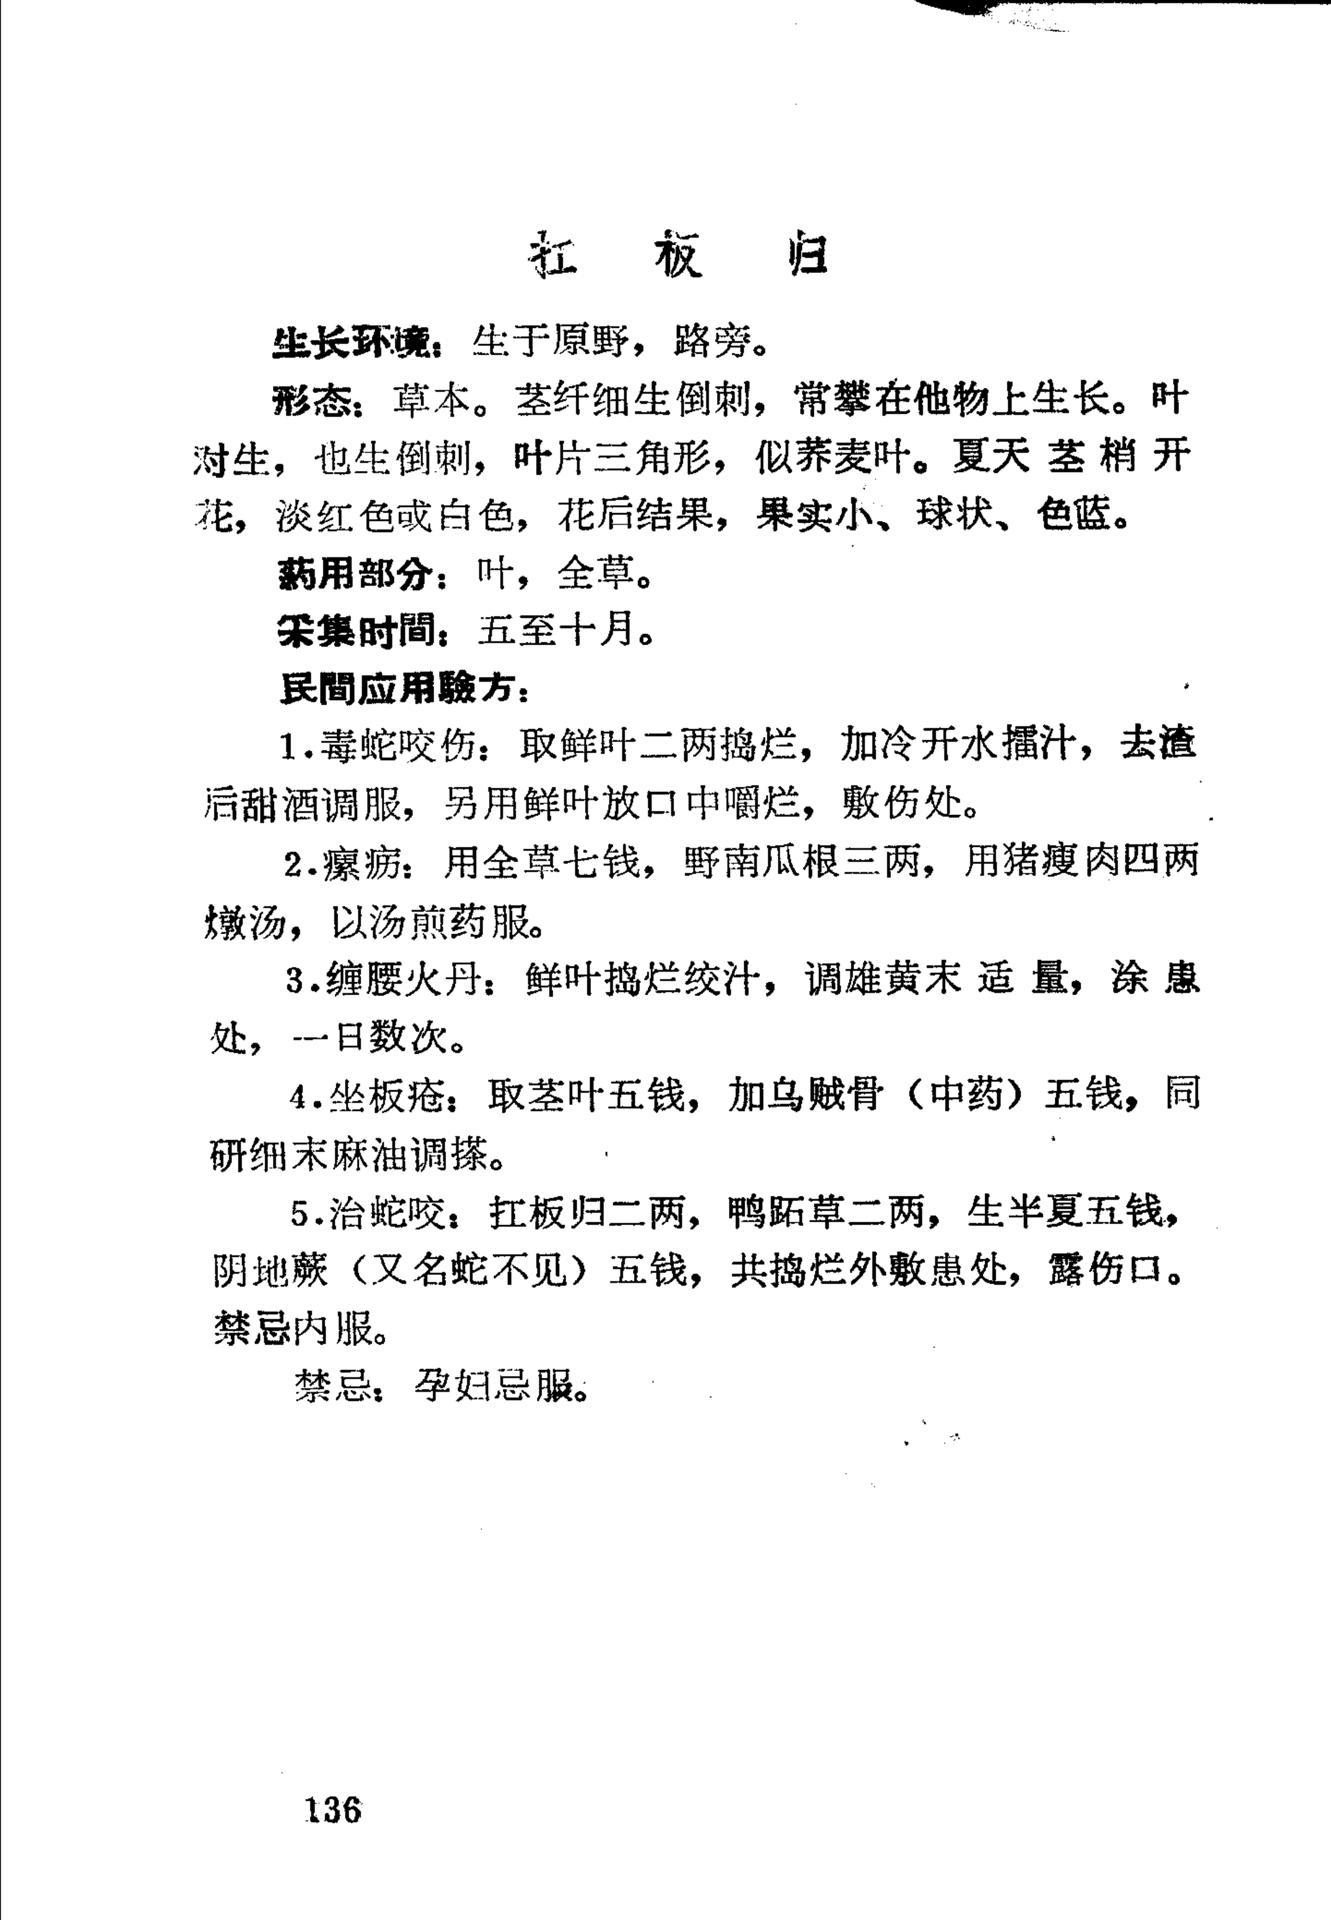 扛板归
生长环境：生于原野，路旁。
形态：草本。茎纤细生倒刺，常攀在他物上生长。叶
对生，也生倒刺，叶片三角形，似荞麦叶。夏天茎梢开
花，淡红色或白色，花后结果，果实小、球状、色蓝。
药用部分：叶，全草。
采集时間：五至十月。
民間应用驗方：
1.毒蛇咬伤：取鲜叶二两捣烂，加冷开水擂汁，去渣
后甜酒调服，另用鲜叶放口中嚼烂，敷伤处。
2.瘰疬：用全草七钱，野南瓜根三两，用猪瘦肉四两
燉汤，以汤煎药服。
3.缠腰火丹：鲜叶捣烂绞汁，调雄黄末适量，涂患
处，一日数次。
4.坐板疮：取茎叶五钱，加乌贼骨（中药）五钱，同
研细末麻油调搽。
5.治蛇咬：扛板归二两，鸭跖草二两，生半夏五钱，
阴地蕨（又名蛇不见）五钱，共捣烂外敷患处，露伤口。
禁忌内服。
禁忌：孕妇忌服。
136